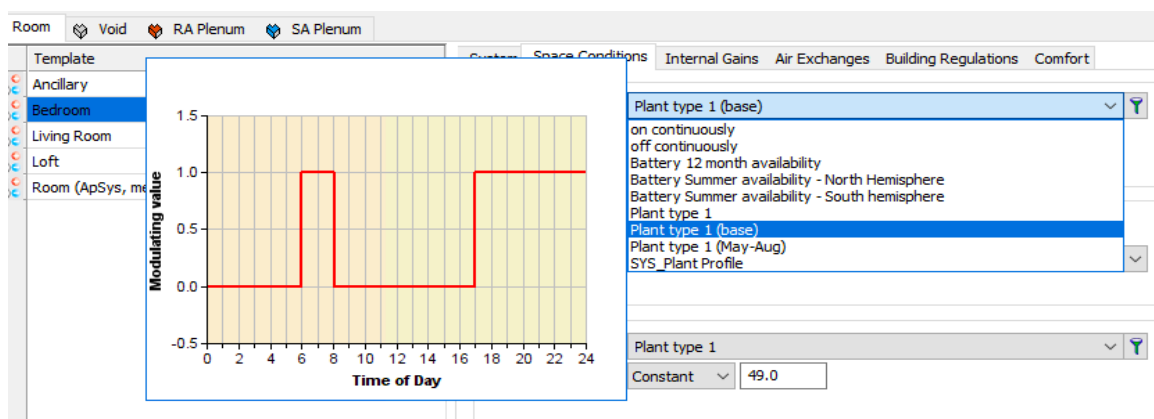 Room Void RA Plenum SA Plenum
Template
Ancillary
Bedroom
Living Room
Loft
Room (ApSys, me
System Space Conditions Internal Gains Air Exchanges Building Regulations Comfort
Plant type 1 (base)
on continuously
off continuously
Battery 12 month availability
Battery Summer availability - North Hemisphere
Battery Summer availability - South hemisphere
Plant type 1
Plant type 1 (base)
Plant type 1 (May-Aug)
SYS_Plant Profile
Plant type 1
Constant 49.0
Modulating value
1.5
1.0
0.5
0.0
-0.5
0 2 4 6 8 10 12 14 16 18 20 22 24
Time of Day